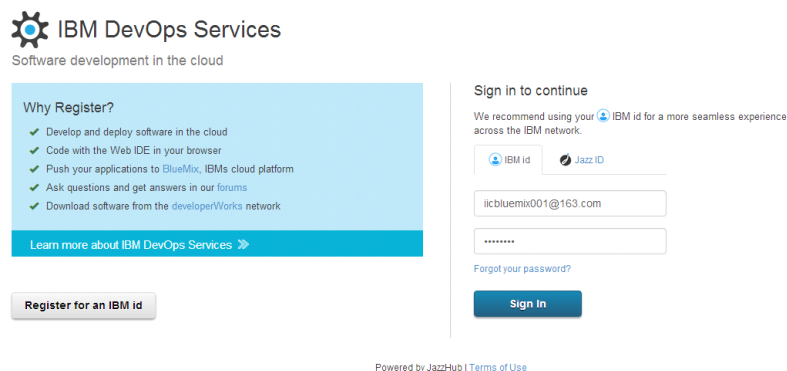 IBM DevOps Services
Software development in the cloud
Why Register?
Develop and deploy software in the cloud
Code with the Web IDE in your browser
Push your applications to BlueMix, IBMs cloud platform
Ask questions and get answers in our forums
Download software from the developerWorks network
Learn more about IBM DevOps Services
Register for an IBM id
Sign in to continue
We recommend using your IBM id for a more seamless experience
across the IBM network.
IBM id Jazz ID
iicbluemix001@163.com
••••••••
Forgot your password?
Sign In
Powered by JazzHub | Terms of Use